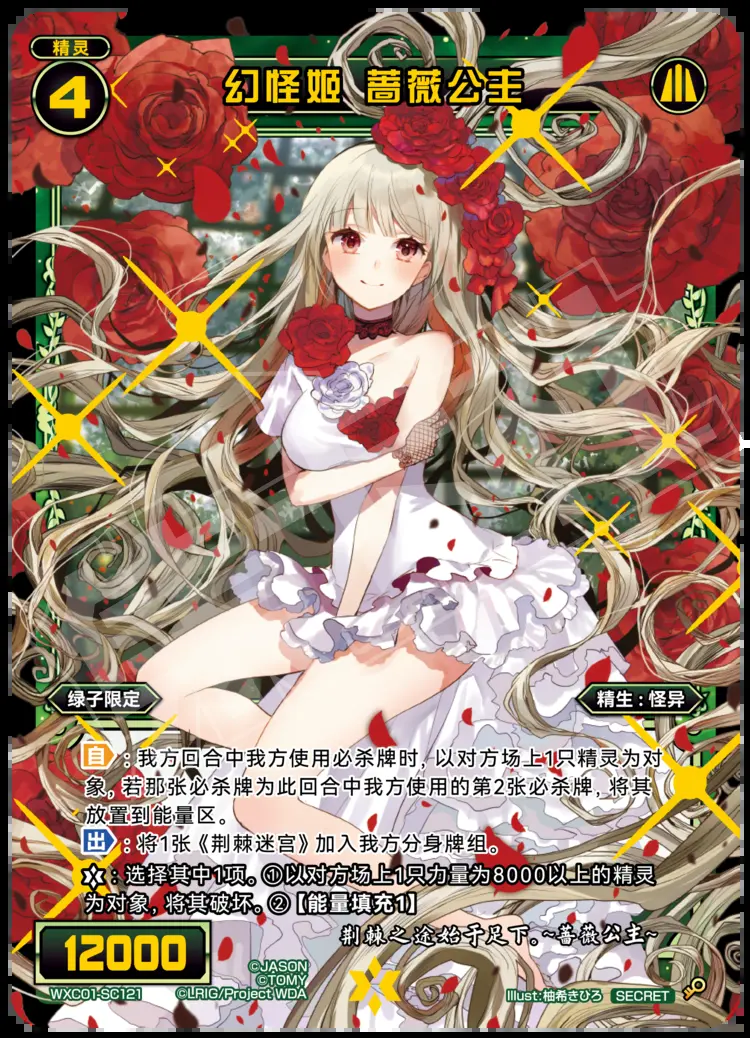 精灵
4
幻怪姬 蔷薇公主
绿子限定
精生:怪异
自:我方回合中我方使用必杀牌时,以对方场上1只精灵为对
象,若那张必杀牌为此回合中我方使用的第2张必杀牌,将其
放置到能量区。
出:将1张《荆棘迷宫》加入我方分身牌组。
:选择其中1项。①以对方场上1只力量为8000以上的精灵
为对象,将其破坏。②【能量填充1】
荆棘之途始于足下。~蔷薇公主~
12000
©JASON
©TOMY
WXC01-SC121 ©LRIG/Project WDA
Illust:柚希きひろ SECRET